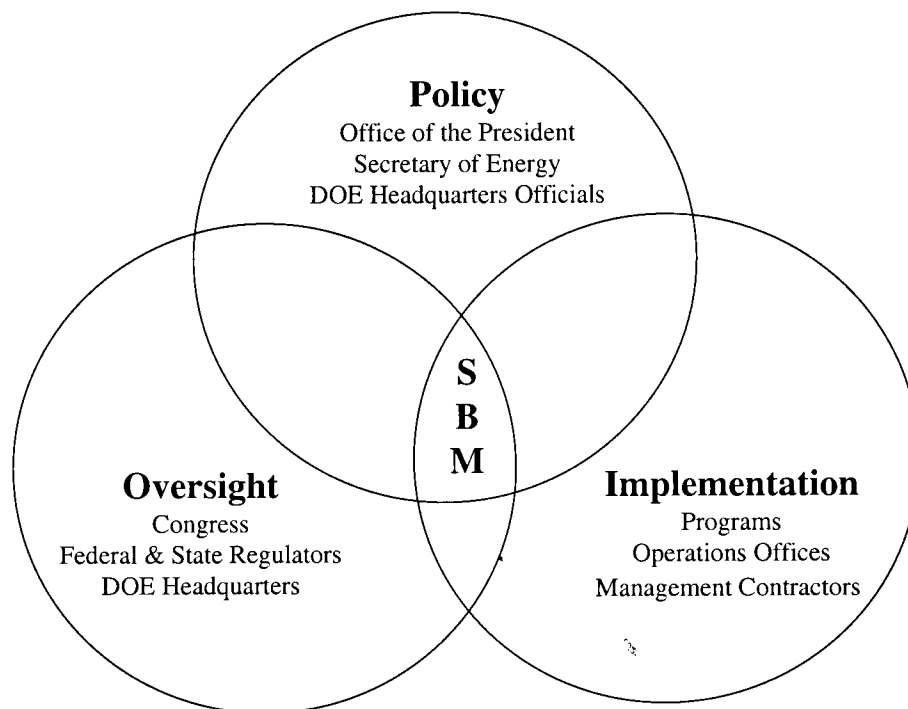 Policy
Office of the President
Secretary of Energy
DOE Headquarters Officials
S
B
M
Oversight
Congress
Federal & State Regulators
DOE Headquarters
Implementation
Programs
Operations Offices
Management Contractors